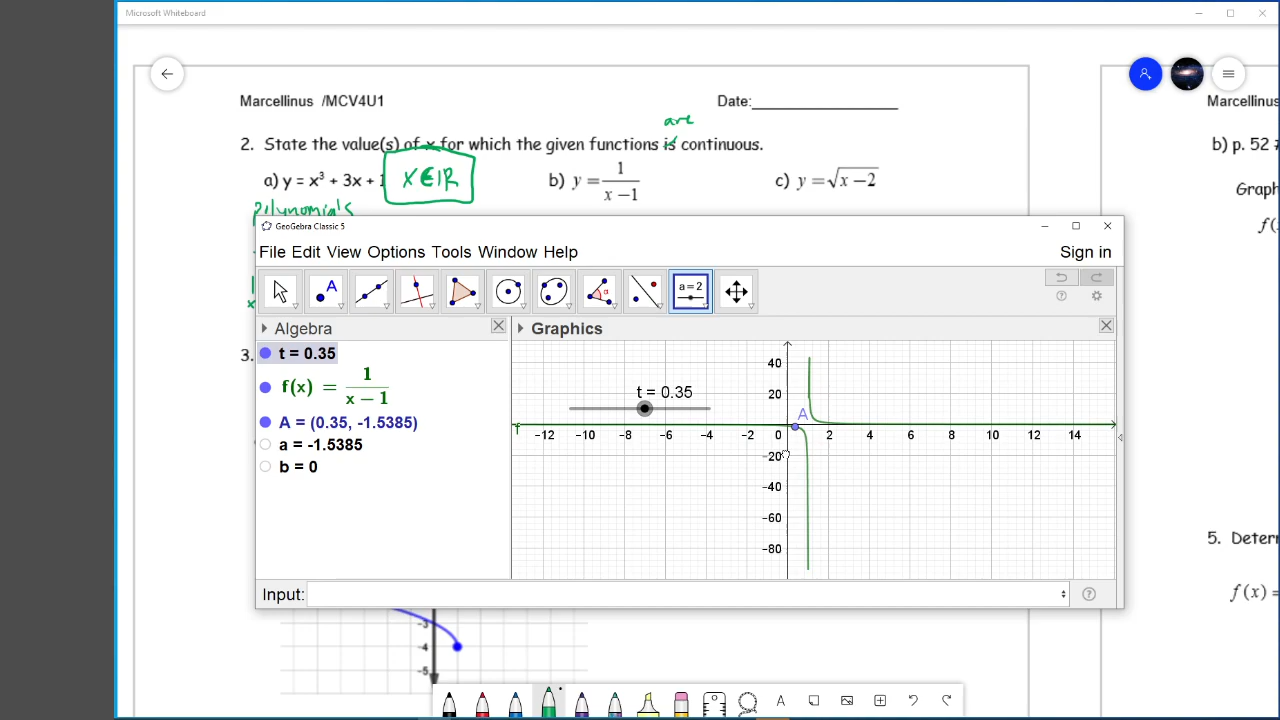 Microsoft Whiteboard
Marcellinus /MCV4U1 Date:
are
2. State the value(s) of x for which the given functions is continuous.
a) y = x³ + 3x + 1 x ∈ ℝ b) y = 1/(x −1) c) y = √(x −2)
polynomials
Marcellinus
b) p. 52
Graph
f(
GeoGebra Classic 5
File Edit View Options Tools Window Help Sign in
A
α
a = 2
Algebra Graphics
3.
t = 0.35
f(x) = 1/(x − 1)
A = (0.35, -1.5385)
a = -1.5385
b = 0
t = 0.35
A
40
20
−12 −10 −8 −6 −4 −2 0 2 4 6 8 10 12 14
−20
−40
−60
−80
Input:
5. Determ
f(x) =
-3
-4
-5
A